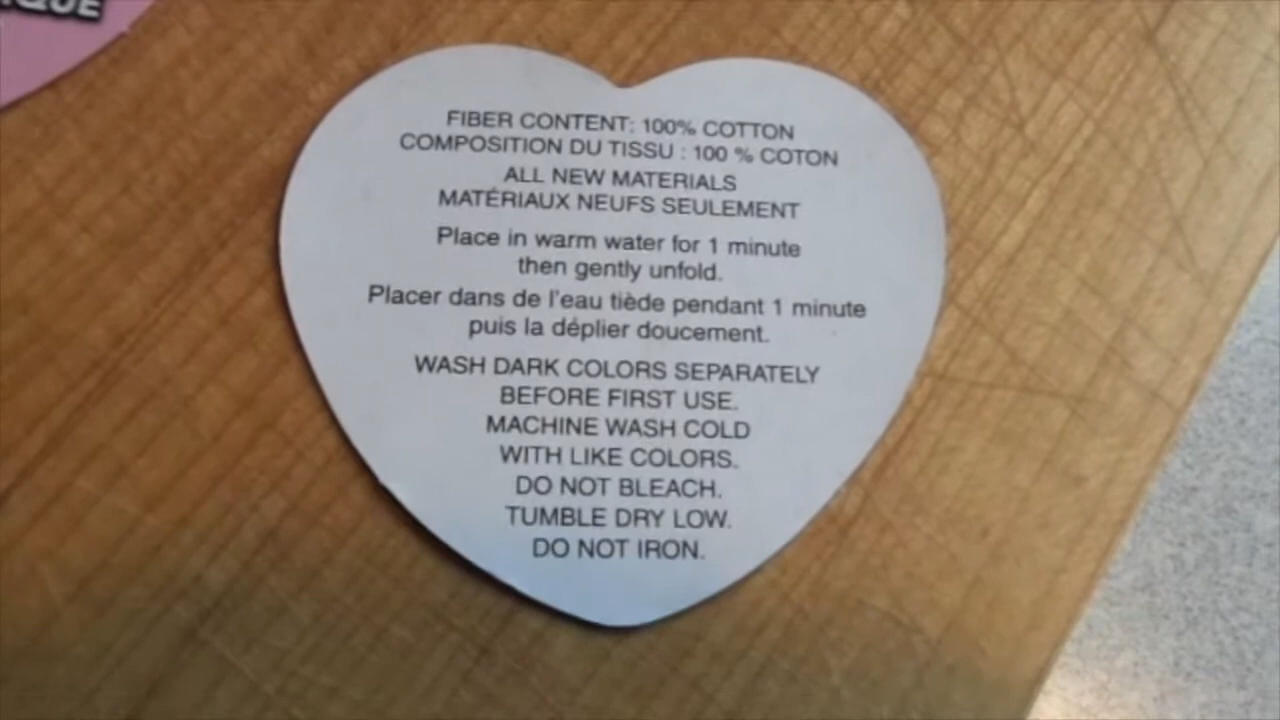 FIBER CONTENT: 100% COTTON
COMPOSITION DU TISSU : 100 % COTON
ALL NEW MATERIALS
MATÉRIAUX NEUFS SEULEMENT
Place in warm water for 1 minute
then gently unfold.
Placer dans de l'eau tiède pendant 1 minute
puis la déplier doucement.
WASH DARK COLORS SEPARATELY
BEFORE FIRST USE.
MACHINE WASH COLD
WITH LIKE COLORS.
DO NOT BLEACH.
TUMBLE DRY LOW.
DO NOT IRON.